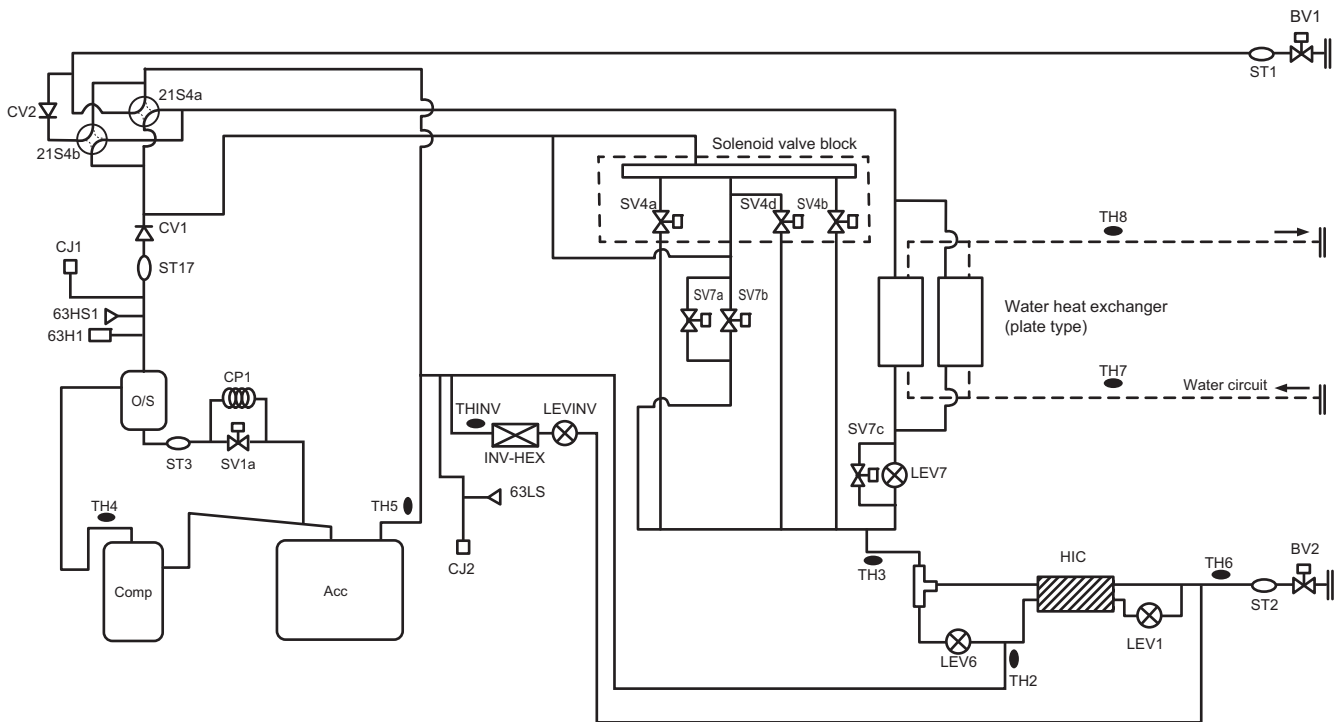 BV1
ST1
21S4a
CV2
21S4b
Solenoid valve block
SV4a
SV4d
SV4b
TH8
CV1
CJ1
ST17
SV7a
SV7b
63HS1
63H1
Water heat exchanger
(plate type)
CP1
TH7
Water circuit
O/S
THINV
LEVINV
SV7c
ST3
SV1a
INV-HEX
LEV7
63LS
TH4
TH5
CJ2
TH3
HIC
TH6
BV2
Comp
Acc
ST2
LEV6
LEV1
TH2